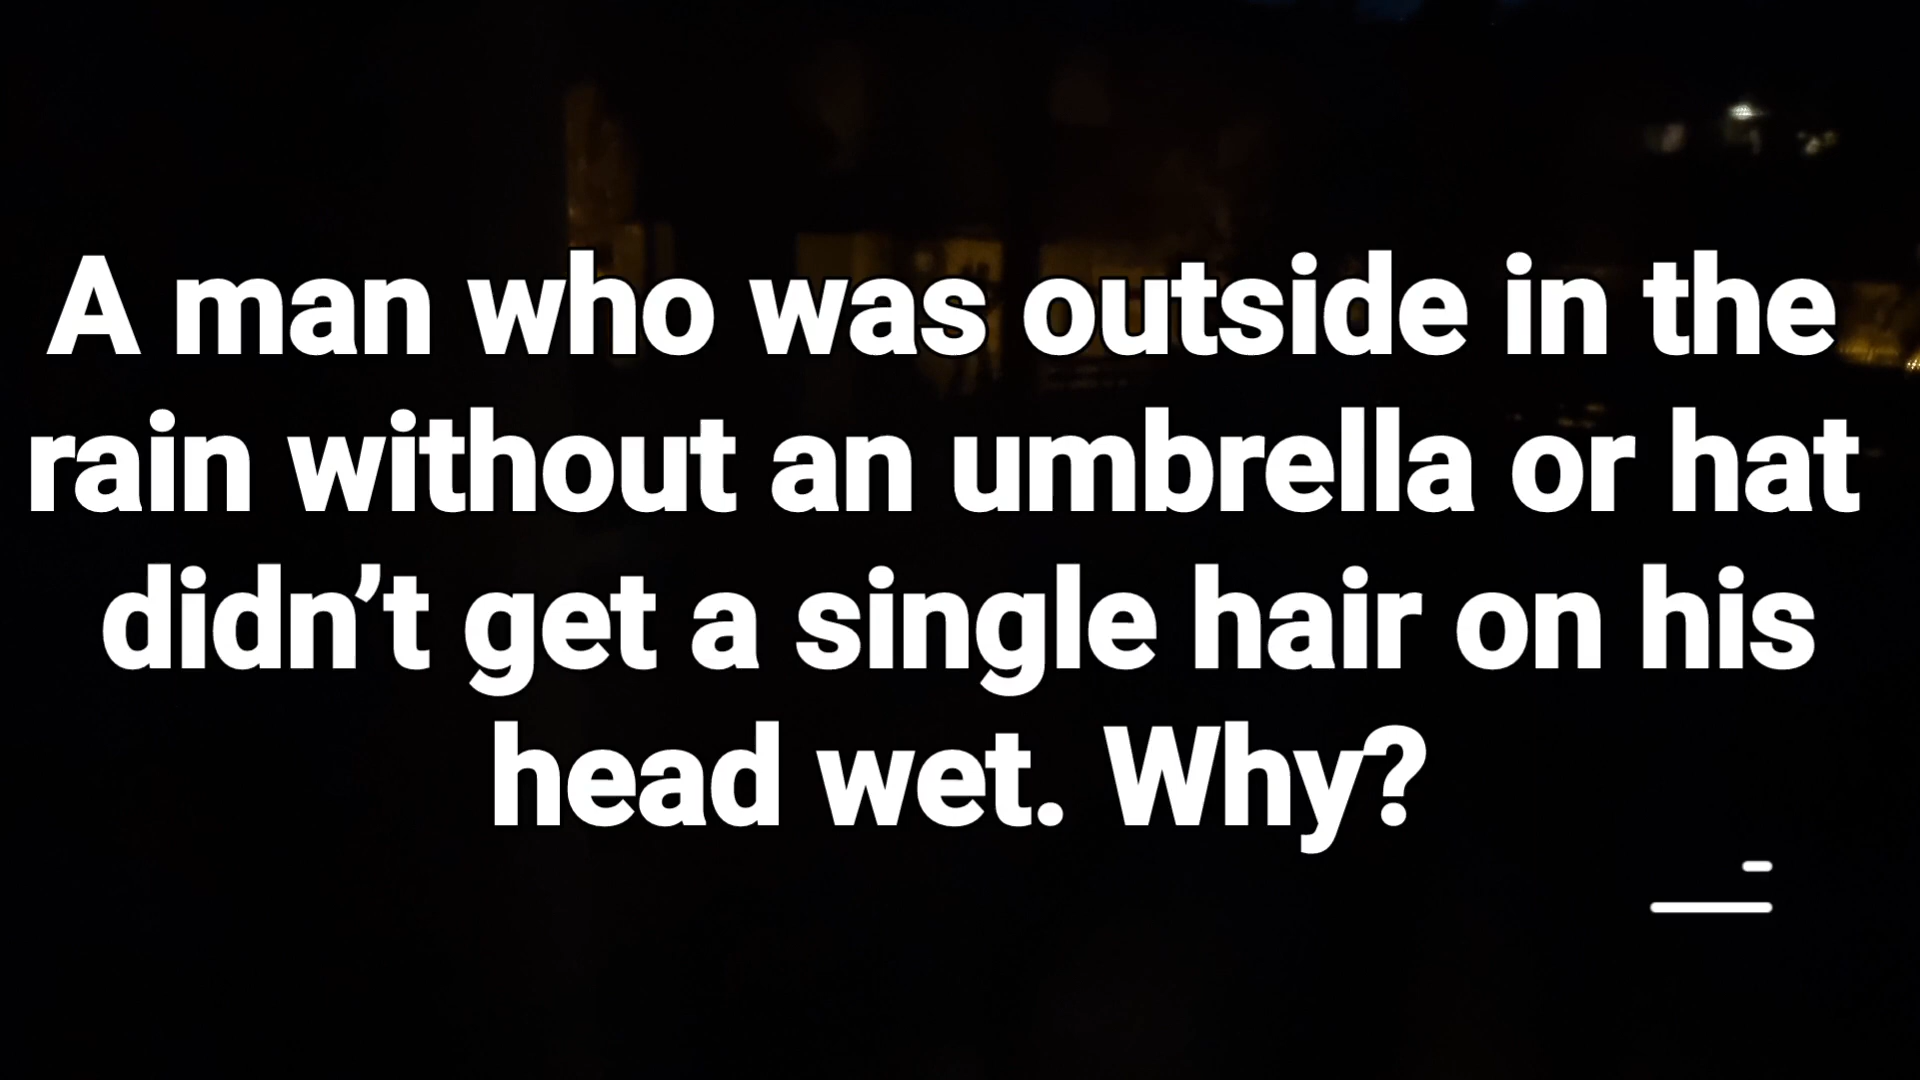 A man who was outside in the
rain without an umbrella or hat
didn’t get a single hair on his
head wet. Why?